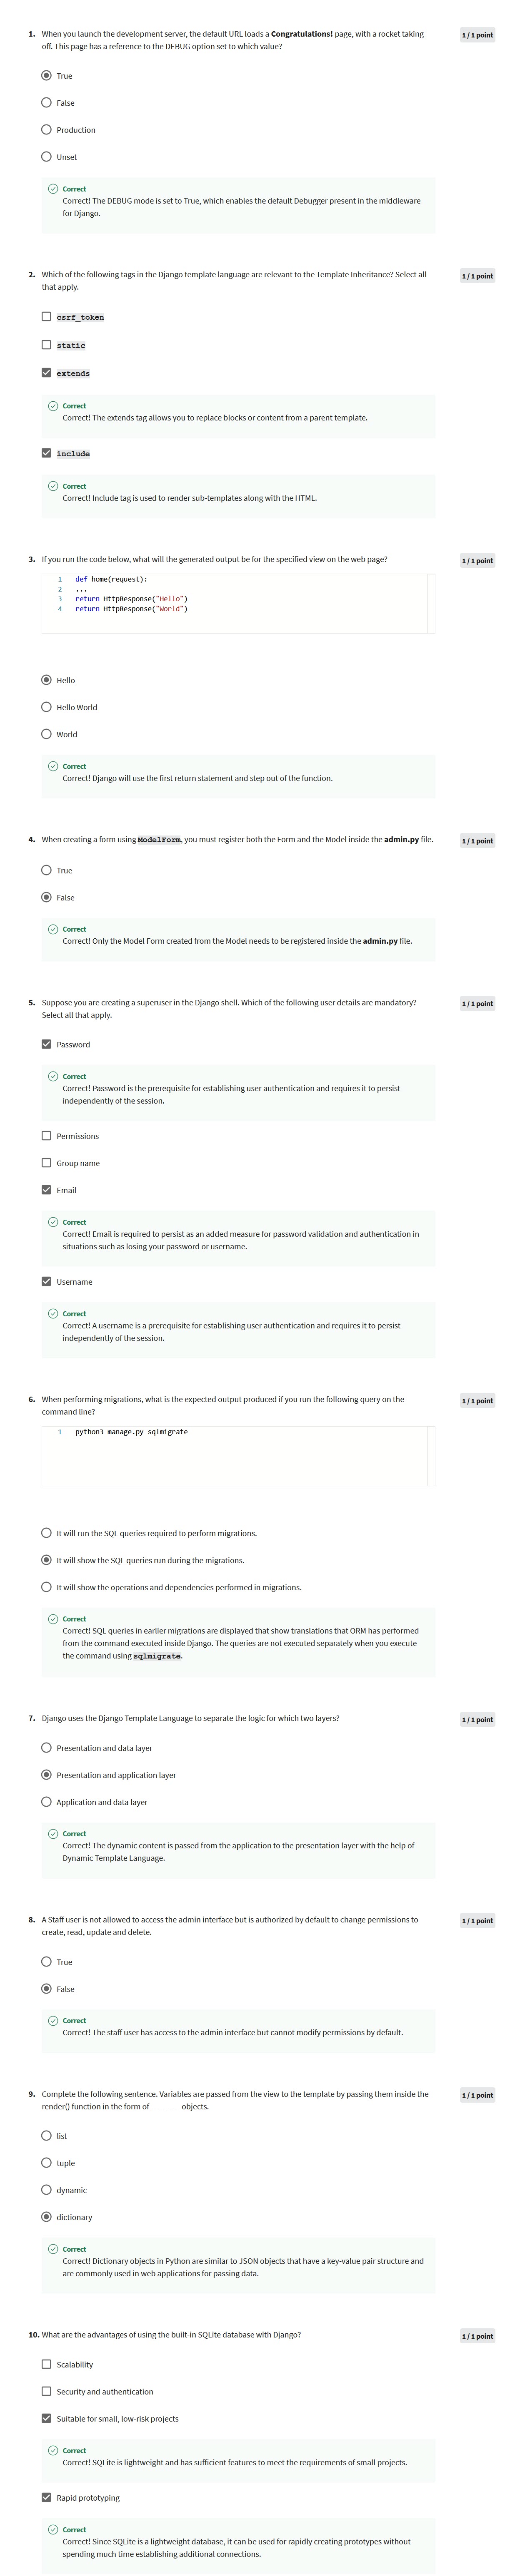 1. When you launch the development server, the default URL loads a Congratulations! page, with a rocket taking
off. This page has a reference to the DEBUG option set to which value?
1 / 1 point
True
False
Production
Unset
Correct
Correct! The DEBUG mode is set to True, which enables the default Debugger present in the middleware
for Django.
2. Which of the following tags in the Django template language are relevant to the Template Inheritance? Select all
that apply.
1 / 1 point
csrf_token
static
extends
Correct
Correct! The extends tag allows you to replace blocks or content from a parent template.
include
Correct
Correct! Include tag is used to render sub-templates along with the HTML.
3. If you run the code below, what will the generated output be for the specified view on the web page?
1 / 1 point
1 def home(request):
2 ...
3 return HttpResponse("Hello")
4 return HttpResponse("World")
Hello
Hello World
World
Correct
Correct! Django will use the first return statement and step out of the function.
4. When creating a form using ModelForm, you must register both the Form and the Model inside the admin.py file.
1 / 1 point
True
False
Correct
Correct! Only the Model Form created from the Model needs to be registered inside the admin.py file.
5. Suppose you are creating a superuser in the Django shell. Which of the following user details are mandatory?
Select all that apply.
1 / 1 point
Password
Correct
Correct! Password is the prerequisite for establishing user authentication and requires it to persist
independently of the session.
Permissions
Group name
Email
Correct
Correct! Email is required to persist as an added measure for password validation and authentication in
situations such as losing your password or username.
Username
Correct
Correct! A username is a prerequisite for establishing user authentication and requires it to persist
independently of the session.
6. When performing migrations, what is the expected output produced if you run the following query on the
command line?
1 / 1 point
1 python3 manage.py sqlmigrate
It will run the SQL queries required to perform migrations.
It will show the SQL queries run during the migrations.
It will show the operations and dependencies performed in migrations.
Correct
Correct! SQL queries in earlier migrations are displayed that show translations that ORM has performed
from the command executed inside Django. The queries are not executed separately when you execute
the command using sqlmigrate.
7. Django uses the Django Template Language to separate the logic for which two layers?
1 / 1 point
Presentation and data layer
Presentation and application layer
Application and data layer
Correct
Correct! The dynamic content is passed from the application to the presentation layer with the help of
Dynamic Template Language.
8. A Staff user is not allowed to access the admin interface but is authorized by default to change permissions to
create, read, update and delete.
1 / 1 point
True
False
Correct
Correct! The staff user has access to the admin interface but cannot modify permissions by default.
9. Complete the following sentence. Variables are passed from the view to the template by passing them inside the
render() function in the form of _______ objects.
1 / 1 point
list
tuple
dynamic
dictionary
Correct
Correct! Dictionary objects in Python are similar to JSON objects that have a key-value pair structure and
are commonly used in web applications for passing data.
10. What are the advantages of using the built-in SQLite database with Django?
1 / 1 point
Scalability
Security and authentication
Suitable for small, low-risk projects
Correct
Correct! SQLite is lightweight and has sufficient features to meet the requirements of small projects.
Rapid prototyping
Correct
Correct! Since SQLite is a lightweight database, it can be used for rapidly creating prototypes without
spending much time establishing additional connections.